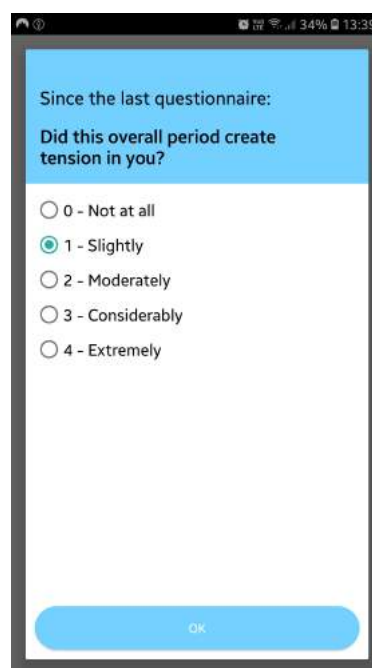 34% 13:39
Since the last questionnaire:
Did this overall period create
tension in you?
0 - Not at all
1 - Slightly
2 - Moderately
3 - Considerably
4 - Extremely
OK